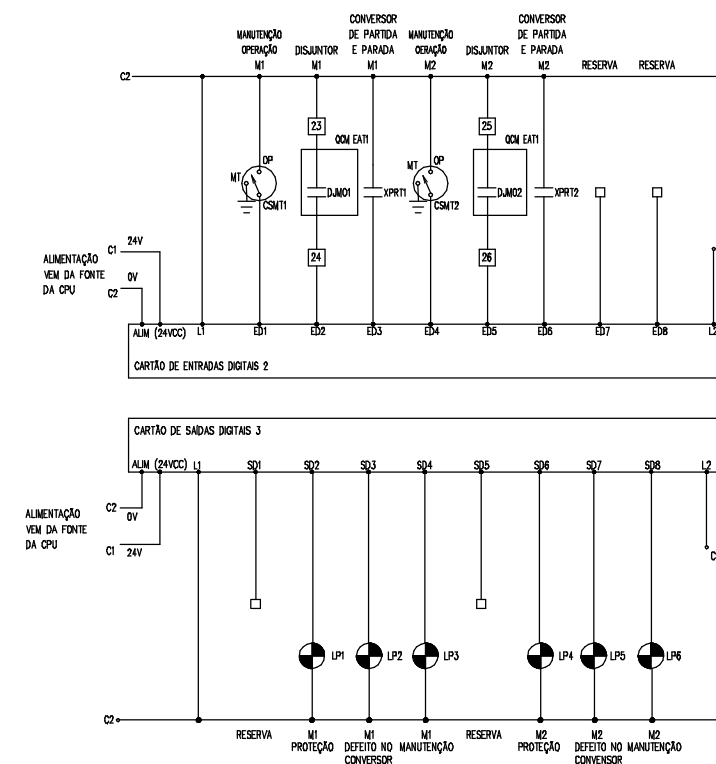 CONVERSOR
DE PARTIDA
E PARADA
M1
CONVERSOR
DE PARTIDA
E PARADA
M2
MANUTENÇÃO
OPERAÇÃO
M1
DISJUNTOR
M1
MANUTENÇÃO
OERAÇÃO
M2
DISJUNTOR
M2
RESERVA
RESERVA
C2
23
25
QCM EAT1
QCM EAT1
OP
MT
CSMT1
DJM01
XPRT1
OP
MT
CSMT2
DJM02
XPRT2
24
26
ALIMENTAÇÃO
VEM DA FONTE
DA CPU
C1 24V
C2 0V
ALIM (24VCC) L1 ED1 ED2 ED3 ED4 ED5 ED6 ED7 ED8 L2
CARTÃO DE ENTRADAS DIGITAIS 2
CARTÃO DE SAÍDAS DIGITAIS 3
ALIM (24VCC) L1 SD1 SD2 SD3 SD4 SD5 SD6 SD7 SD8 L2
ALIMENTAÇÃO
VEM DA FONTE
DA CPU
C2 0V
C1 24V
C
LP1 LP2 LP3 LP4 LP5 LP6
C2
RESERVA
M1
PROTEÇÃO
M1
DEFEITO NO
CONVERSOR
M1
MANUTENÇÃO
RESERVA
M2
PROTEÇÃO
M2
DEFEITO NO
CONVENSOR
M2
MANUTENÇÃO